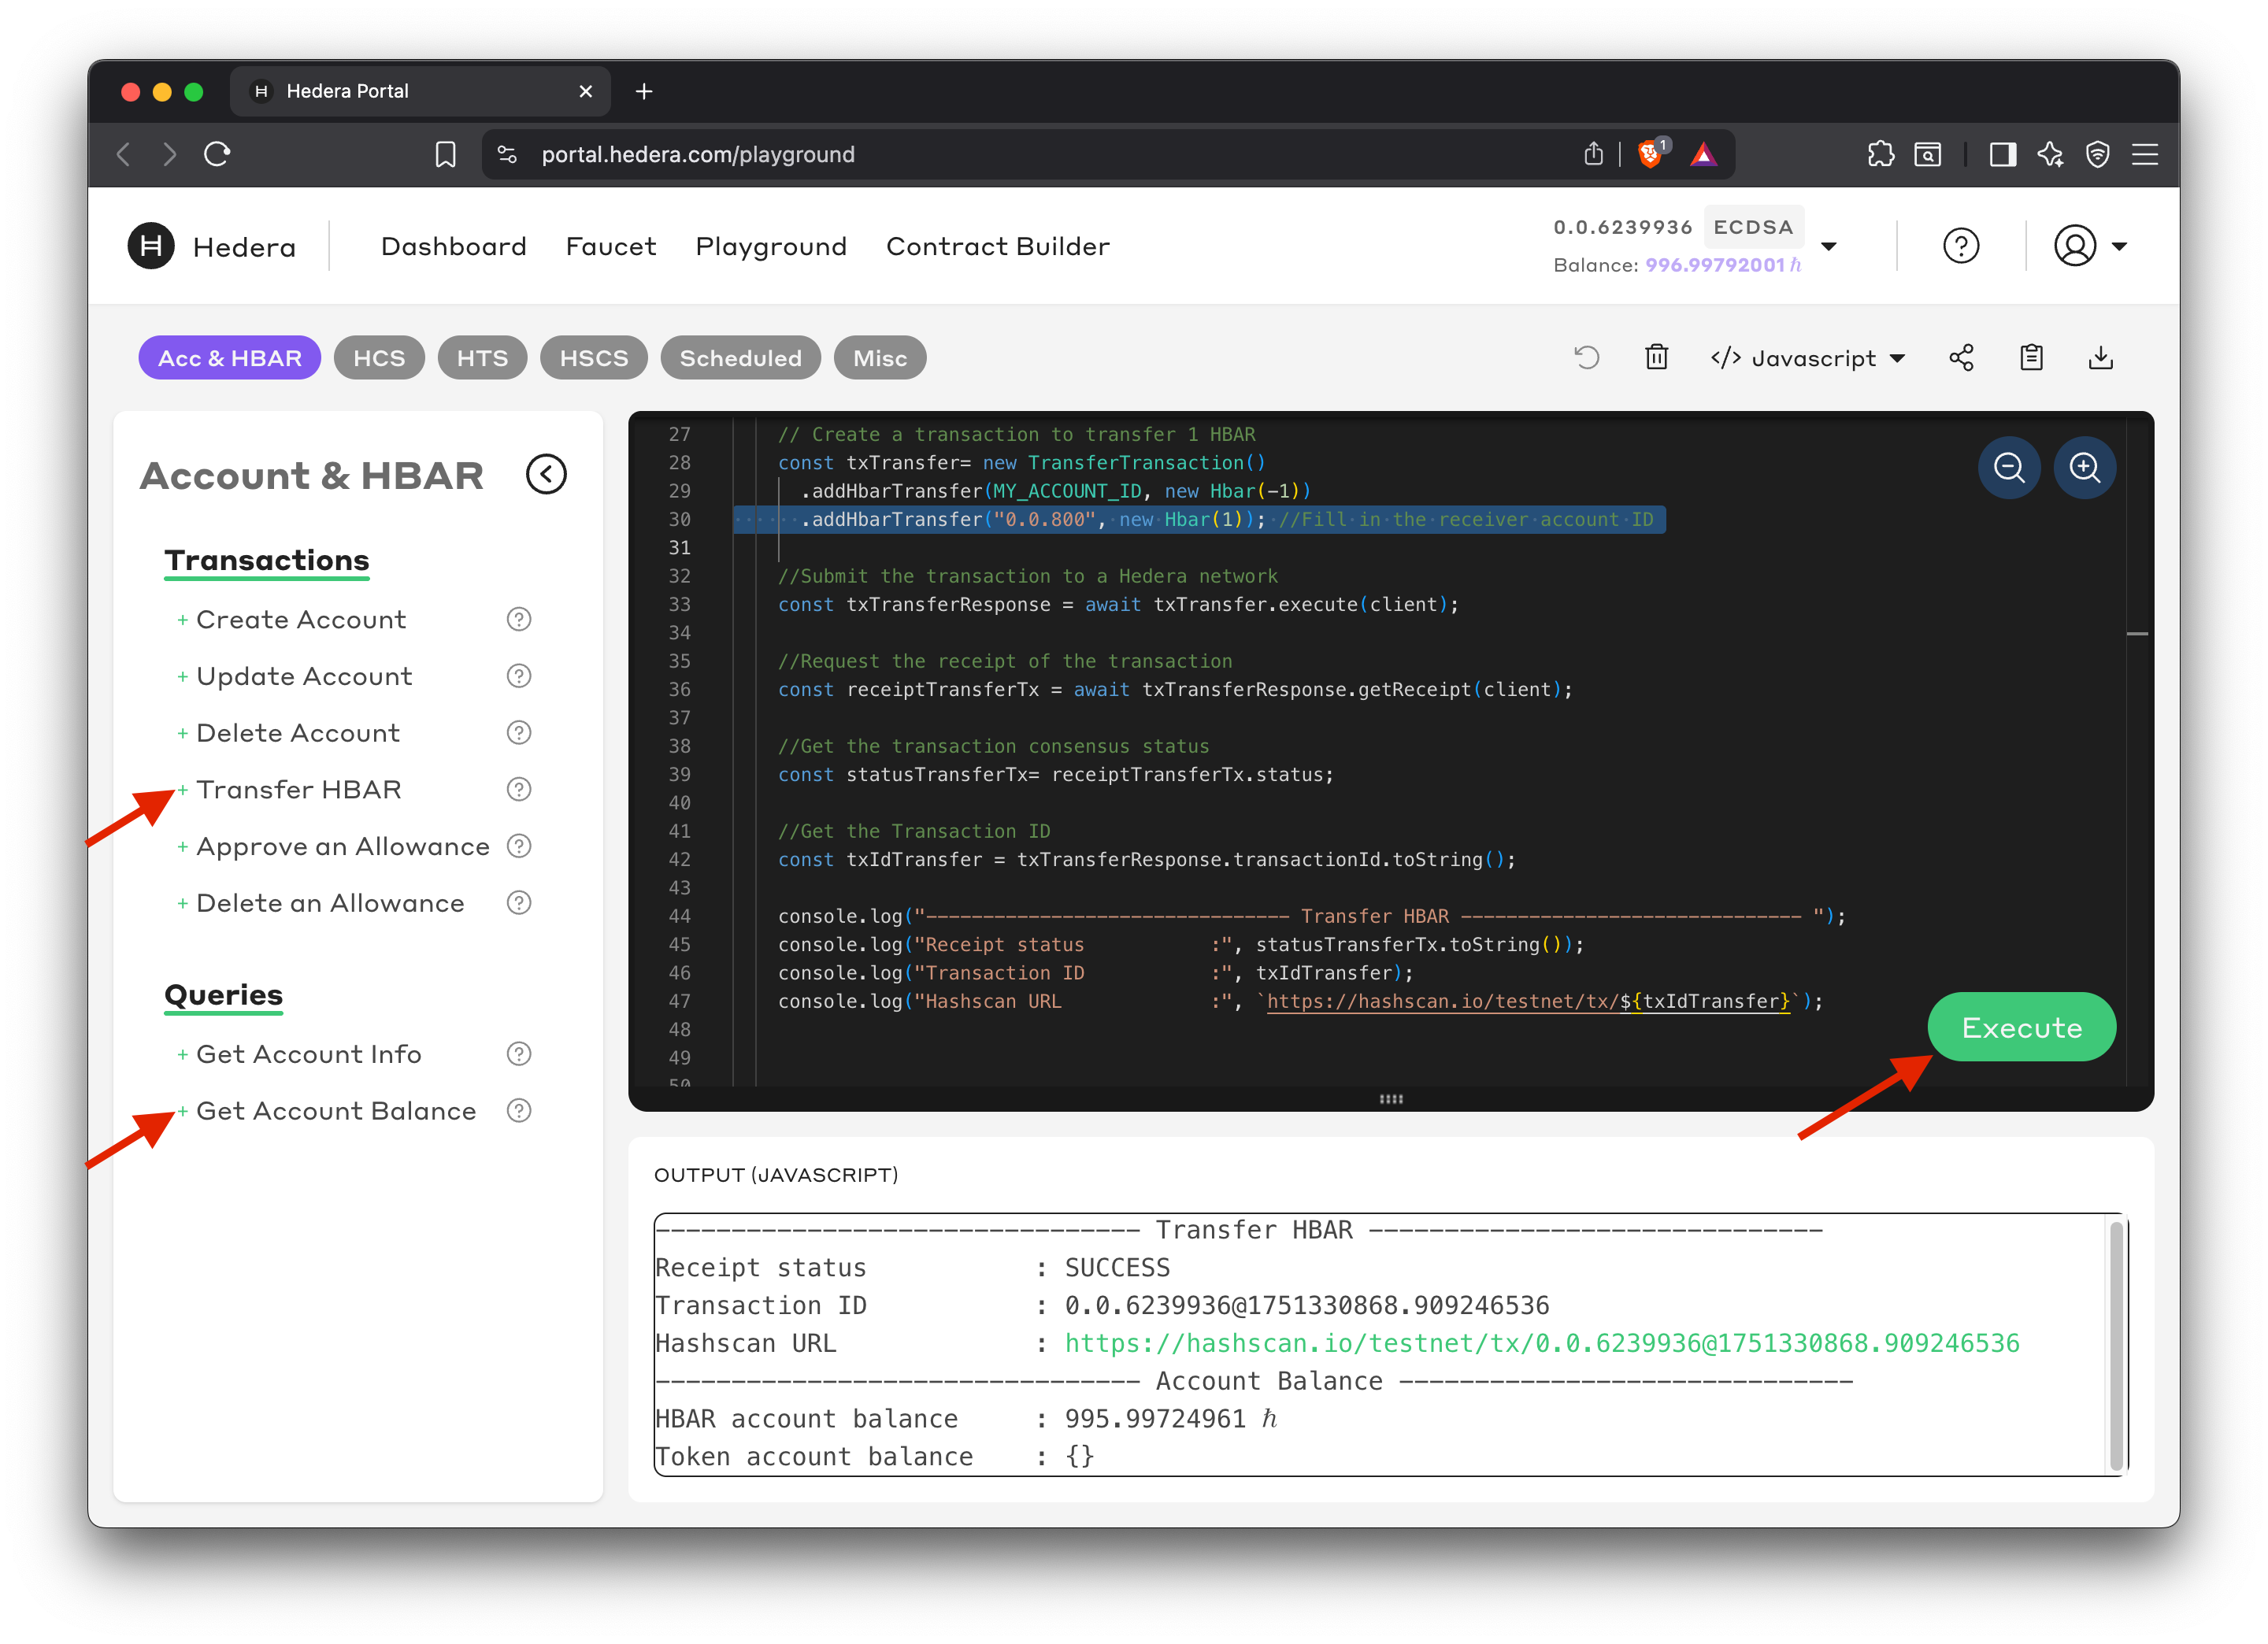 Hedera Portal
portal.hedera.com/playground
1
Hedera
Dashboard
Faucet
Playground
Contract Builder
0.0.6239936 ECDSA
Balance: 996.99792001 ℏ
Acc & HBAR
HCS
HTS
HSCS
Scheduled
Misc
</> Javascript
Account & HBAR
Transactions
+ Create Account
+ Update Account
+ Delete Account
+ Transfer HBAR
+ Approve an Allowance
+ Delete an Allowance
Queries
+ Get Account Info
+ Get Account Balance
27 // Create a transaction to transfer 1 HBAR
28 const txTransfer= new TransferTransaction()
29 .addHbarTransfer(MY_ACCOUNT_ID, new Hbar(-1))
30 .addHbarTransfer("0.0.800", new Hbar(1)); //Fill in the receiver account ID
31
32 //Submit the transaction to a Hedera network
33 const txTransferResponse = await txTransfer.execute(client);
34
35 //Request the receipt of the transaction
36 const receiptTransferTx = await txTransferResponse.getReceipt(client);
37
38 //Get the transaction consensus status
39 const statusTransferTx= receiptTransferTx.status;
40
41 //Get the Transaction ID
42 const txIdTransfer = txTransferResponse.transactionId.toString();
43
44 console.log("-------------------------------- Transfer HBAR ------------------------------ ");
45 console.log("Receipt status           :", statusTransferTx.toString());
46 console.log("Transaction ID           :", txIdTransfer);
47 console.log("Hashscan URL             :", `https://hashscan.io/testnet/tx/${txIdTransfer}`);
48
49
50
Execute
OUTPUT (JAVASCRIPT)
-------------------------------- Transfer HBAR ------------------------------
Receipt status           : SUCCESS
Transaction ID           : 0.0.6239936@1751330868.909246536
Hashscan URL             : https://hashscan.io/testnet/tx/0.0.6239936@1751330868.909246536
-------------------------------- Account Balance ------------------------------
HBAR account balance     : 995.99724961 ℏ
Token account balance    : {}